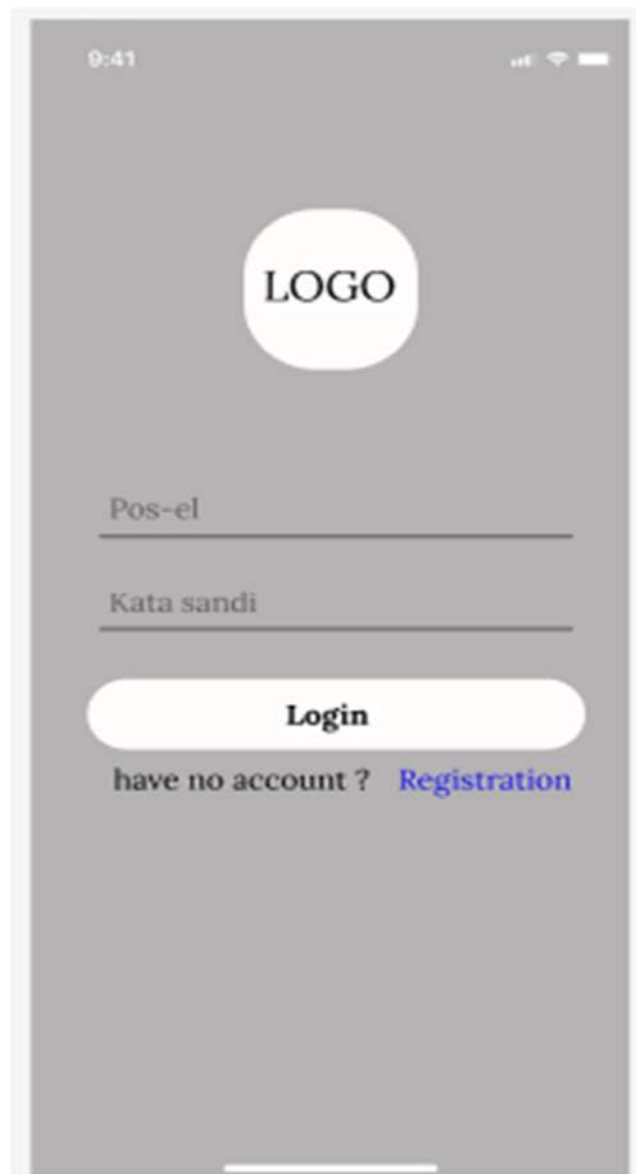 9:41
LOGO
Pos-el
Kata sandi
Login
have no account ? Registration